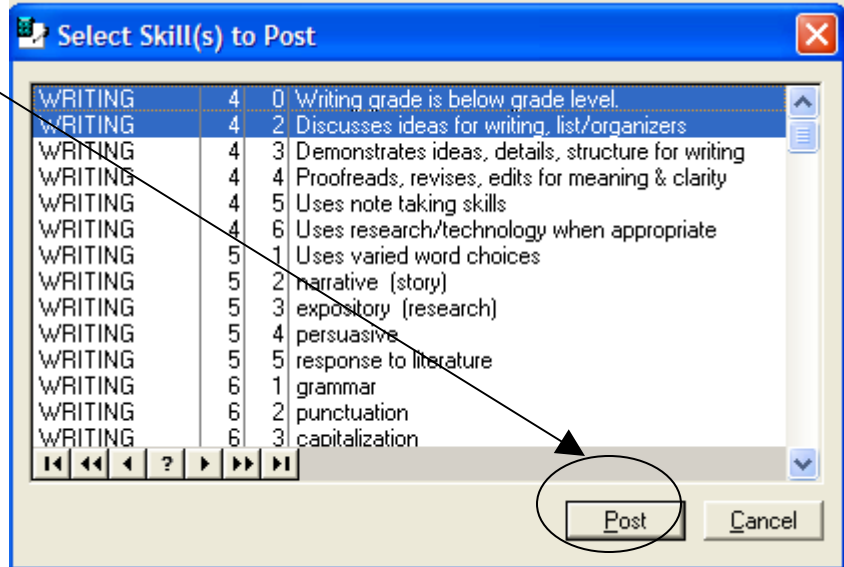 Select Skill(s) to Post
WRITING 4 0 Writing grade is below grade level.
WRITING 4 2 Discusses ideas for writing, list/organizers
WRITING 4 3 Demonstrates ideas, details, structure for writing
WRITING 4 4 Proofreads, revises, edits for meaning & clarity
WRITING 4 5 Uses note taking skills
WRITING 4 6 Uses research/technology when appropriate
WRITING 5 1 Uses varied word choices
WRITING 5 2 narrative (story)
WRITING 5 3 expository (research)
WRITING 5 4 persuasive
WRITING 5 5 response to literature
WRITING 6 1 grammar
WRITING 6 2 punctuation
WRITING 6 3 capitalization
?
Post Cancel